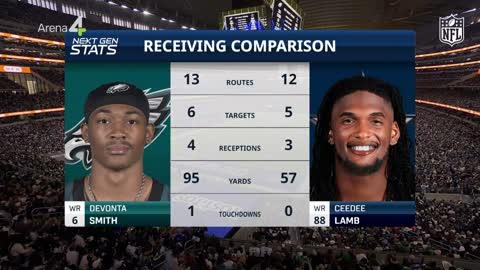 Arena4
NEXT GEN
STATS
RECEIVING COMPARISON
NFL
13 ROUTES 12
6 TARGETS 5
4 RECEPTIONS 3
95 YARDS 57
1 TOUCHDOWNS 0
WR DEVONTA
6 SMITH
WR CEEDEE
88 LAMB